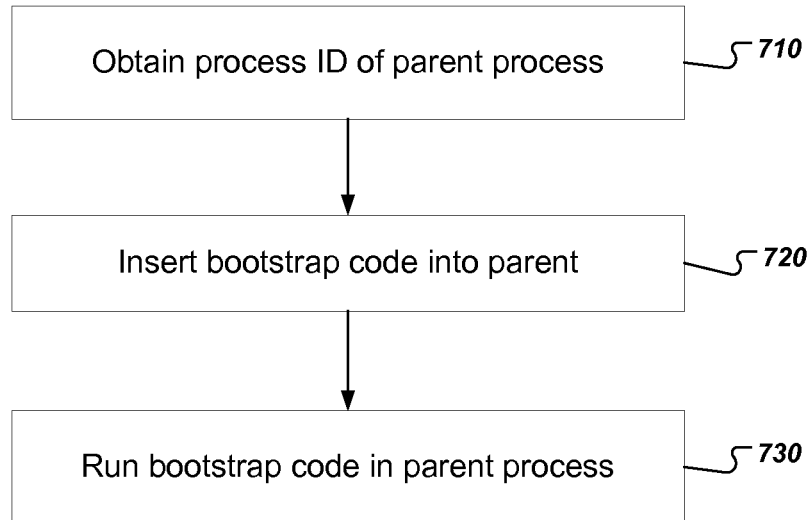 Obtain process ID of parent process
710
Insert bootstrap code into parent
720
Run bootstrap code in parent process
730